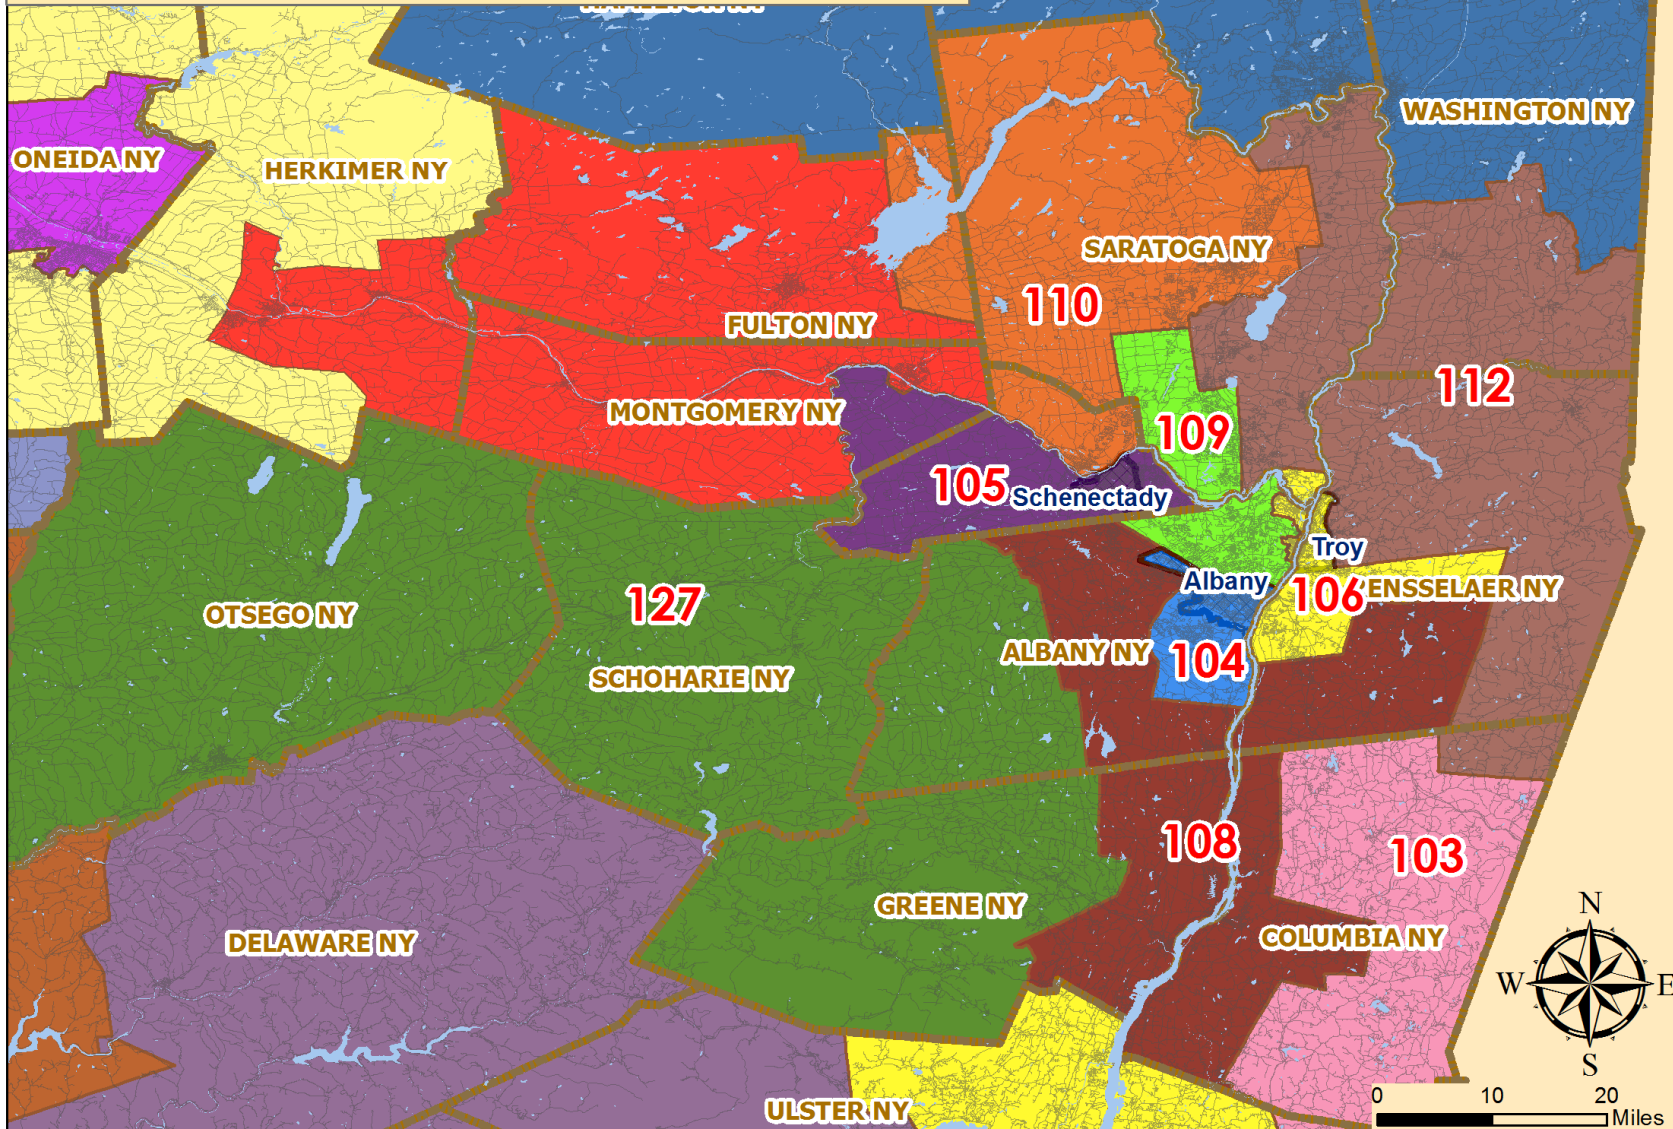 WASHINGTON NY
ONEIDA NY
HERKIMER NY
SARATOGA NY
110
FULTON NY
112
MONTGOMERY NY
109
105
Schenectady
Troy
Albany
106
ENSSELAER NY
127
OTSEGO NY
ALBANY NY
104
SCHOHARIE NY
108
103
GREENE NY
COLUMBIA NY
DELAWARE NY
N
W
E
S
0 10 20
Miles
ULSTER NY